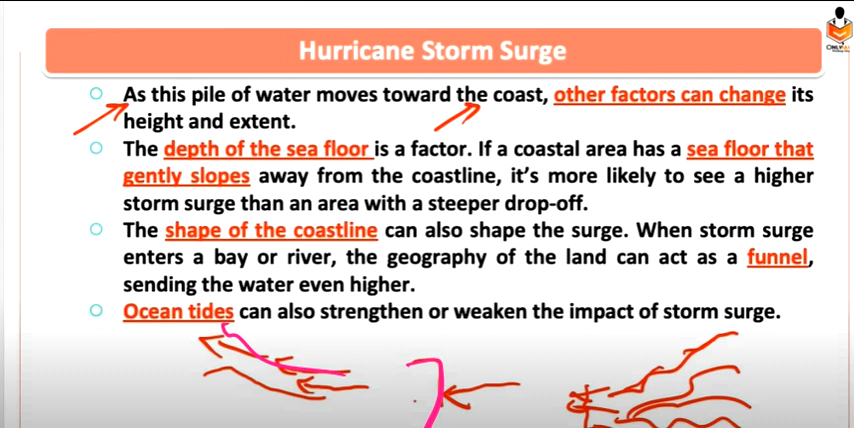 Hurricane Storm Surge
As this pile of water moves toward the coast, other factors can change its
height and extent.
The depth of the sea floor is a factor. If a coastal area has a sea floor that
gently slopes away from the coastline, it's more likely to see a higher
storm surge than an area with a steeper drop-off.
The shape of the coastline can also shape the surge. When storm surge
enters a bay or river, the geography of the land can act as a funnel,
sending the water even higher.
Ocean tides can also strengthen or weaken the impact of storm surge.